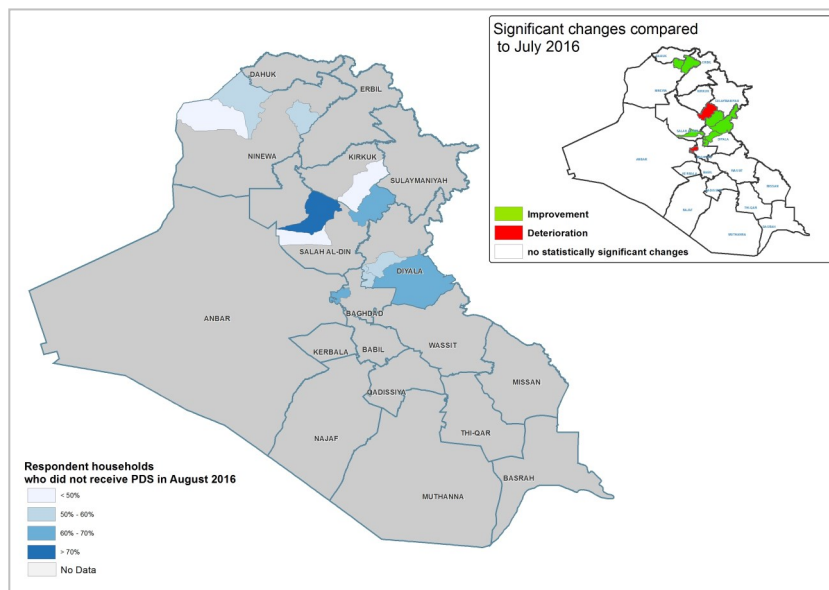 Significant changes compared
to July 2016
Improvement
Deterioration
no statistically significant changes
DAHUK
ERBIL
NINEWA
KIRKUK
SULAYMANIYAH
SALAH AL-DIN
DIYALA
ANBAR
BAGHDAD
KERBALA
BABIL
WASSIT
QADISSIYA
MISSAN
NAJAF
THI-QAR
BASRAH
MUTHANNA
Respondent households
who did not receive PDS in August 2016
< 50%
50% - 60%
60% - 70%
> 70%
No Data